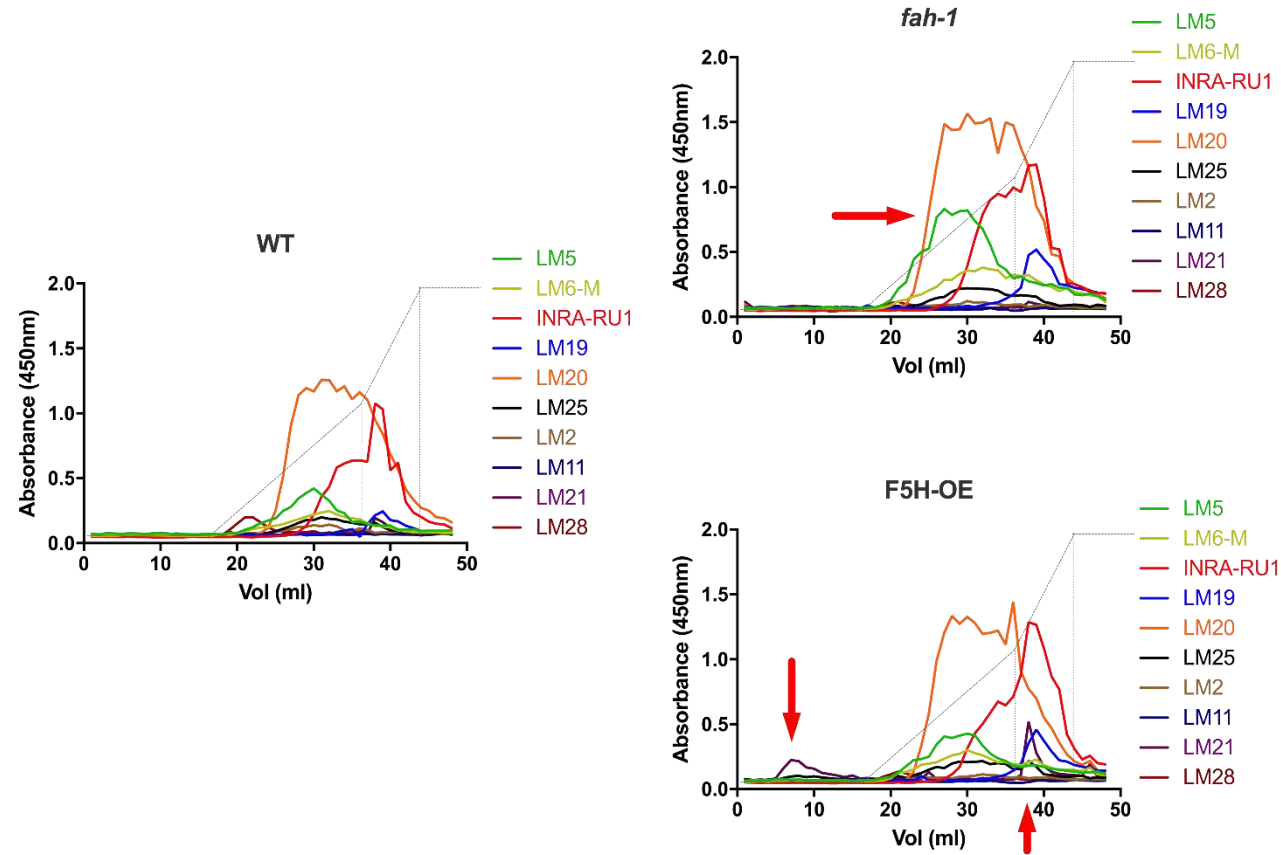 WT
Absorbance (450nm)
2.0
1.5
1.0
0.5
0.0
0 10 20 30 40 50
Vol (ml)
LM5
LM6-M
INRA-RU1
LM19
LM20
LM25
LM2
LM11
LM21
LM28
fah-1
Absorbance (450nm)
2.0
1.5
1.0
0.5
0.0
0 10 20 30 40 50
Vol (ml)
LM5
LM6-M
INRA-RU1
LM19
LM20
LM25
LM2
LM11
LM21
LM28
F5H-OE
Absorbance (450nm)
2.0
1.5
1.0
0.5
0.0
0 10 20 30 40 50
Vol (ml)
LM5
LM6-M
INRA-RU1
LM19
LM20
LM25
LM2
LM11
LM21
LM28